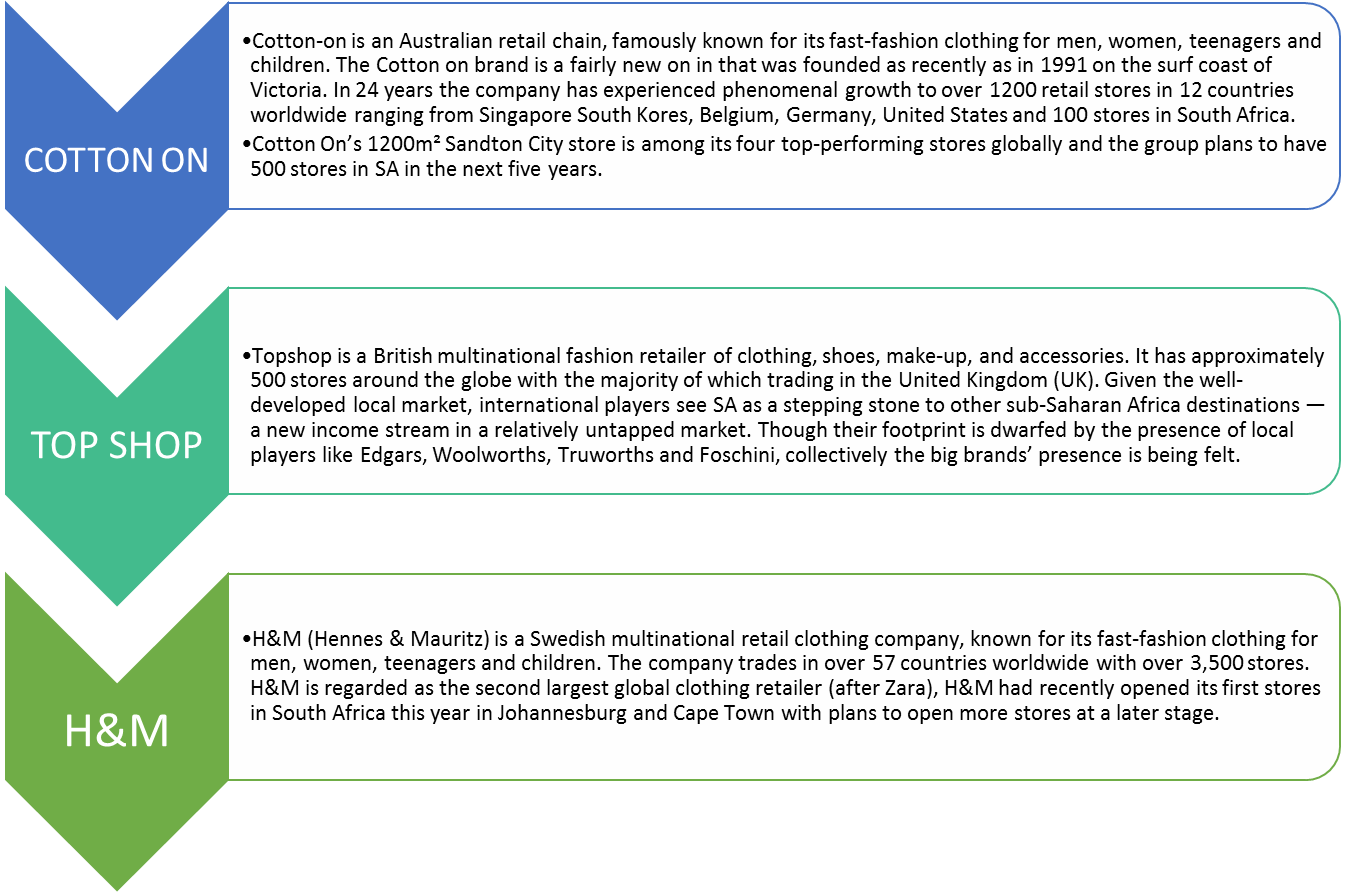 COTTON ON
•Cotton-on is an Australian retail chain, famously known for its fast-fashion clothing for men, women, teenagers and
children. The Cotton on brand is a fairly new on in that was founded as recently as in 1991 on the surf coast of
Victoria. In 24 years the company has experienced phenomenal growth to over 1200 retail stores in 12 countries
worldwide ranging from Singapore South Kores, Belgium, Germany, United States and 100 stores in South Africa.
•Cotton On’s 1200m² Sandton City store is among its four top-performing stores globally and the group plans to have
500 stores in SA in the next five years.
TOP SHOP
•Topshop is a British multinational fashion retailer of clothing, shoes, make-up, and accessories. It has approximately
500 stores around the globe with the majority of which trading in the United Kingdom (UK). Given the well-
developed local market, international players see SA as a stepping stone to other sub-Saharan Africa destinations —
a new income stream in a relatively untapped market. Though their footprint is dwarfed by the presence of local
players like Edgars, Woolworths, Truworths and Foschini, collectively the big brands’ presence is being felt.
H&M
•H&M (Hennes & Mauritz) is a Swedish multinational retail clothing company, known for its fast-fashion clothing for
men, women, teenagers and children. The company trades in over 57 countries worldwide with over 3,500 stores.
H&M is regarded as the second largest global clothing retailer (after Zara), H&M had recently opened its first stores
in South Africa this year in Johannesburg and Cape Town with plans to open more stores at a later stage.